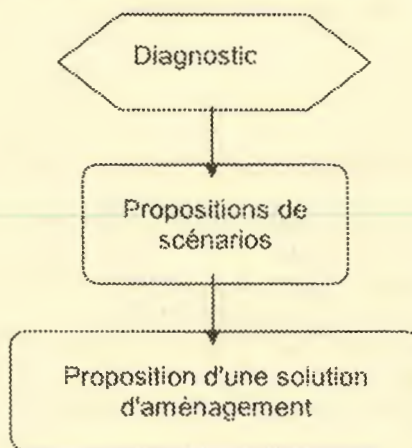 Diagnostic
Propositions de
scénarios
Proposition d'une solution
d'aménagement